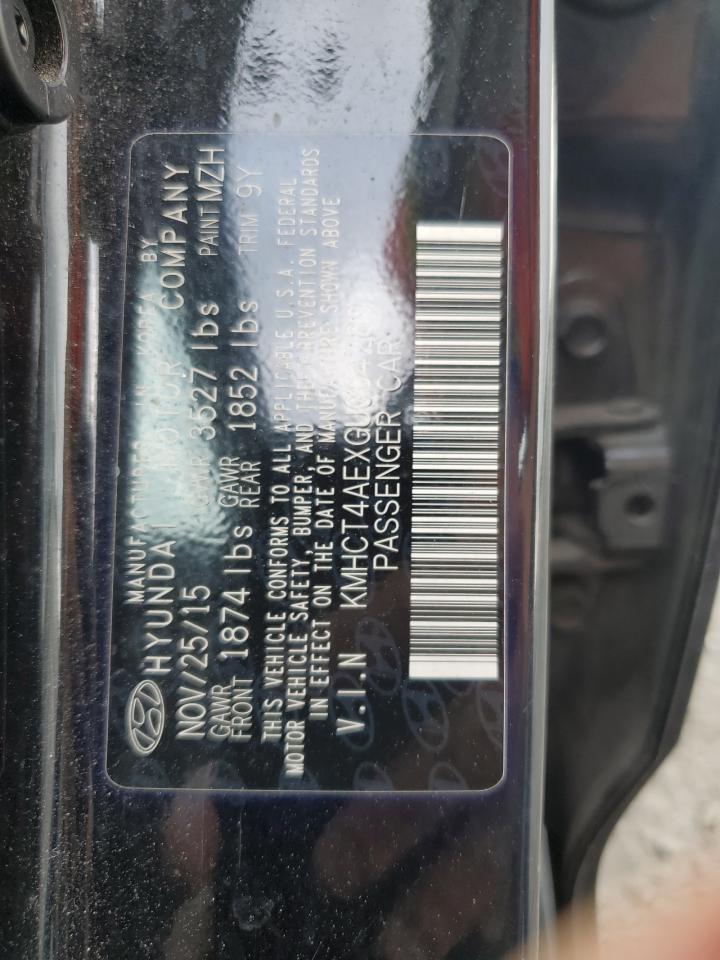 MANUFACTURED IN KOREA BY
HYUNDAI MOTOR COMPANY
NOV/25/15 GVWR 3527 lbs PAINT MZH
GAWR FRONT 1874 lbs GAWR REAR 1852 lbs TRIM 9Y
THIS VEHICLE CONFORMS TO ALL APPLICABLE U.S.A. FEDERAL
MOTOR VEHICLE SAFETY, BUMPER, AND THEFT PREVENTION STANDARDS
IN EFFECT ON THE DATE OF MANUFACTURE SHOWN ABOVE
V.I.N
PASSENGER CAR